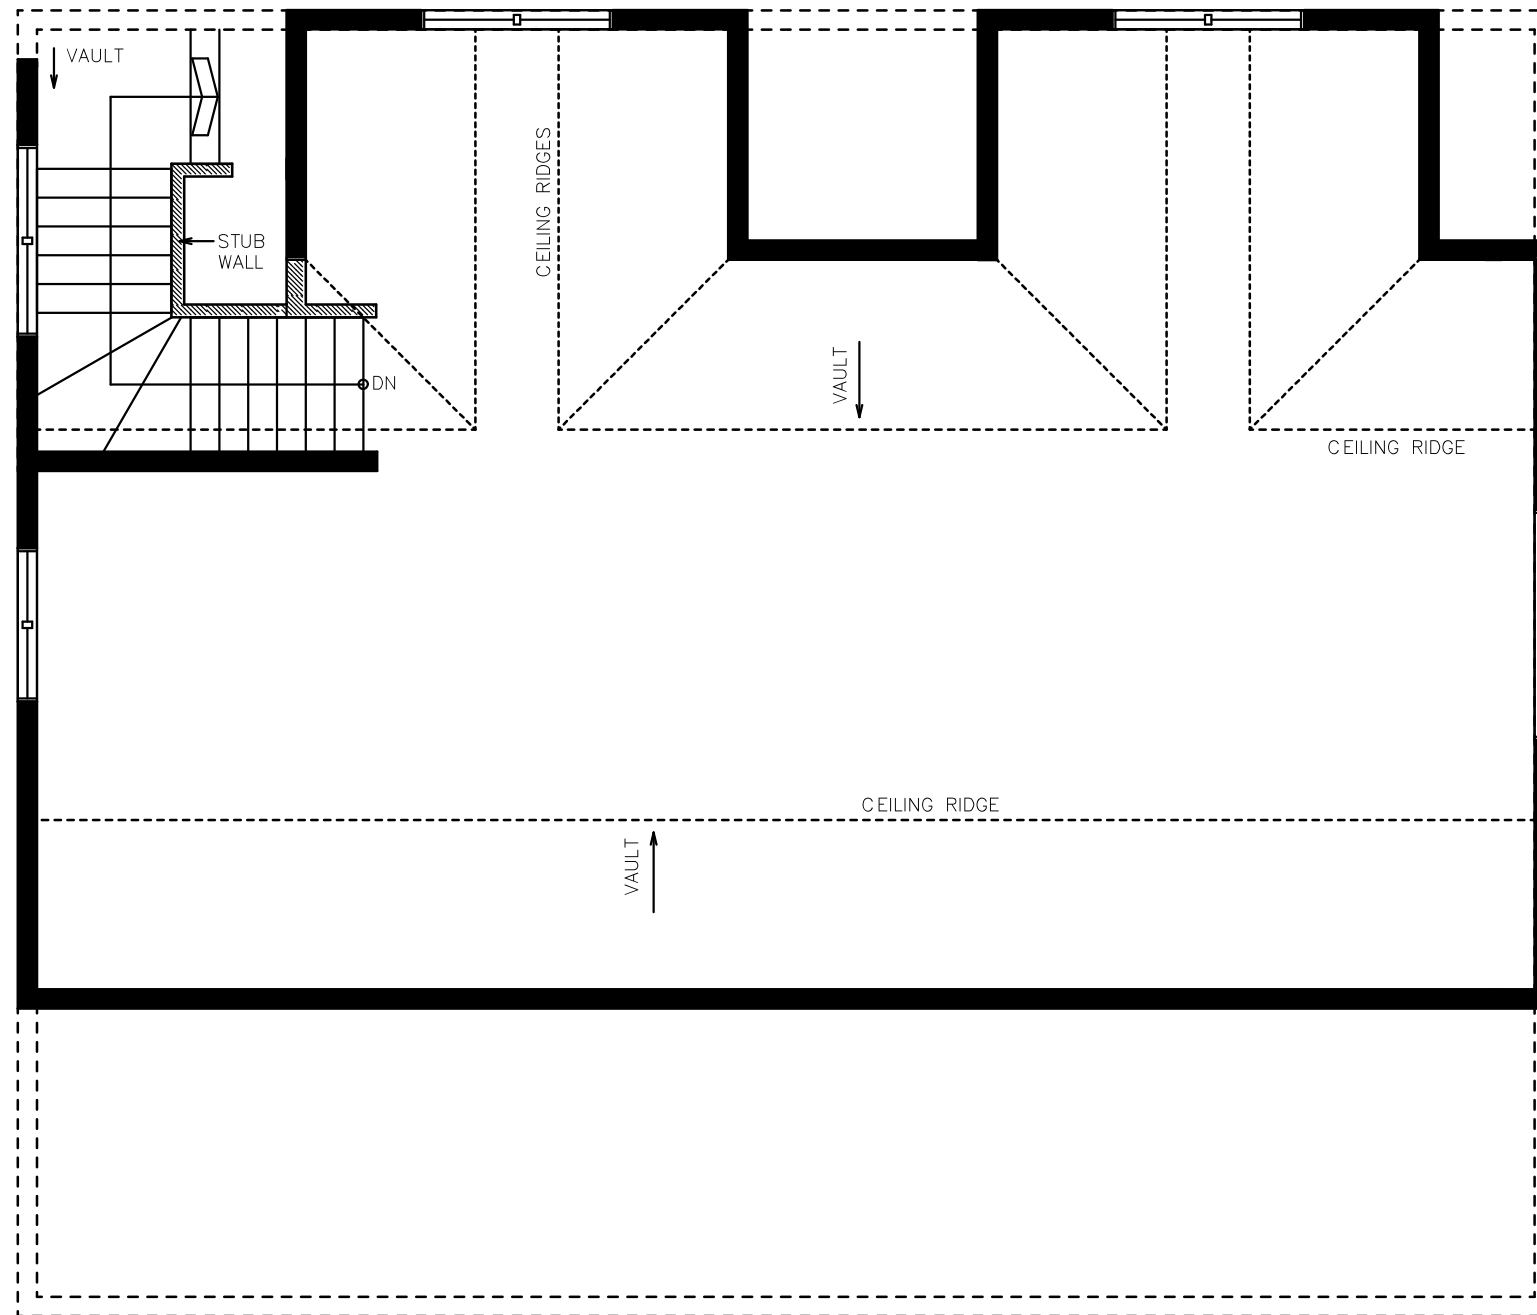 VAULT
CEILING RIDGES
STUB
WALL
VAULT
DN
CEILING RIDGE
CEILING RIDGE
VAULT